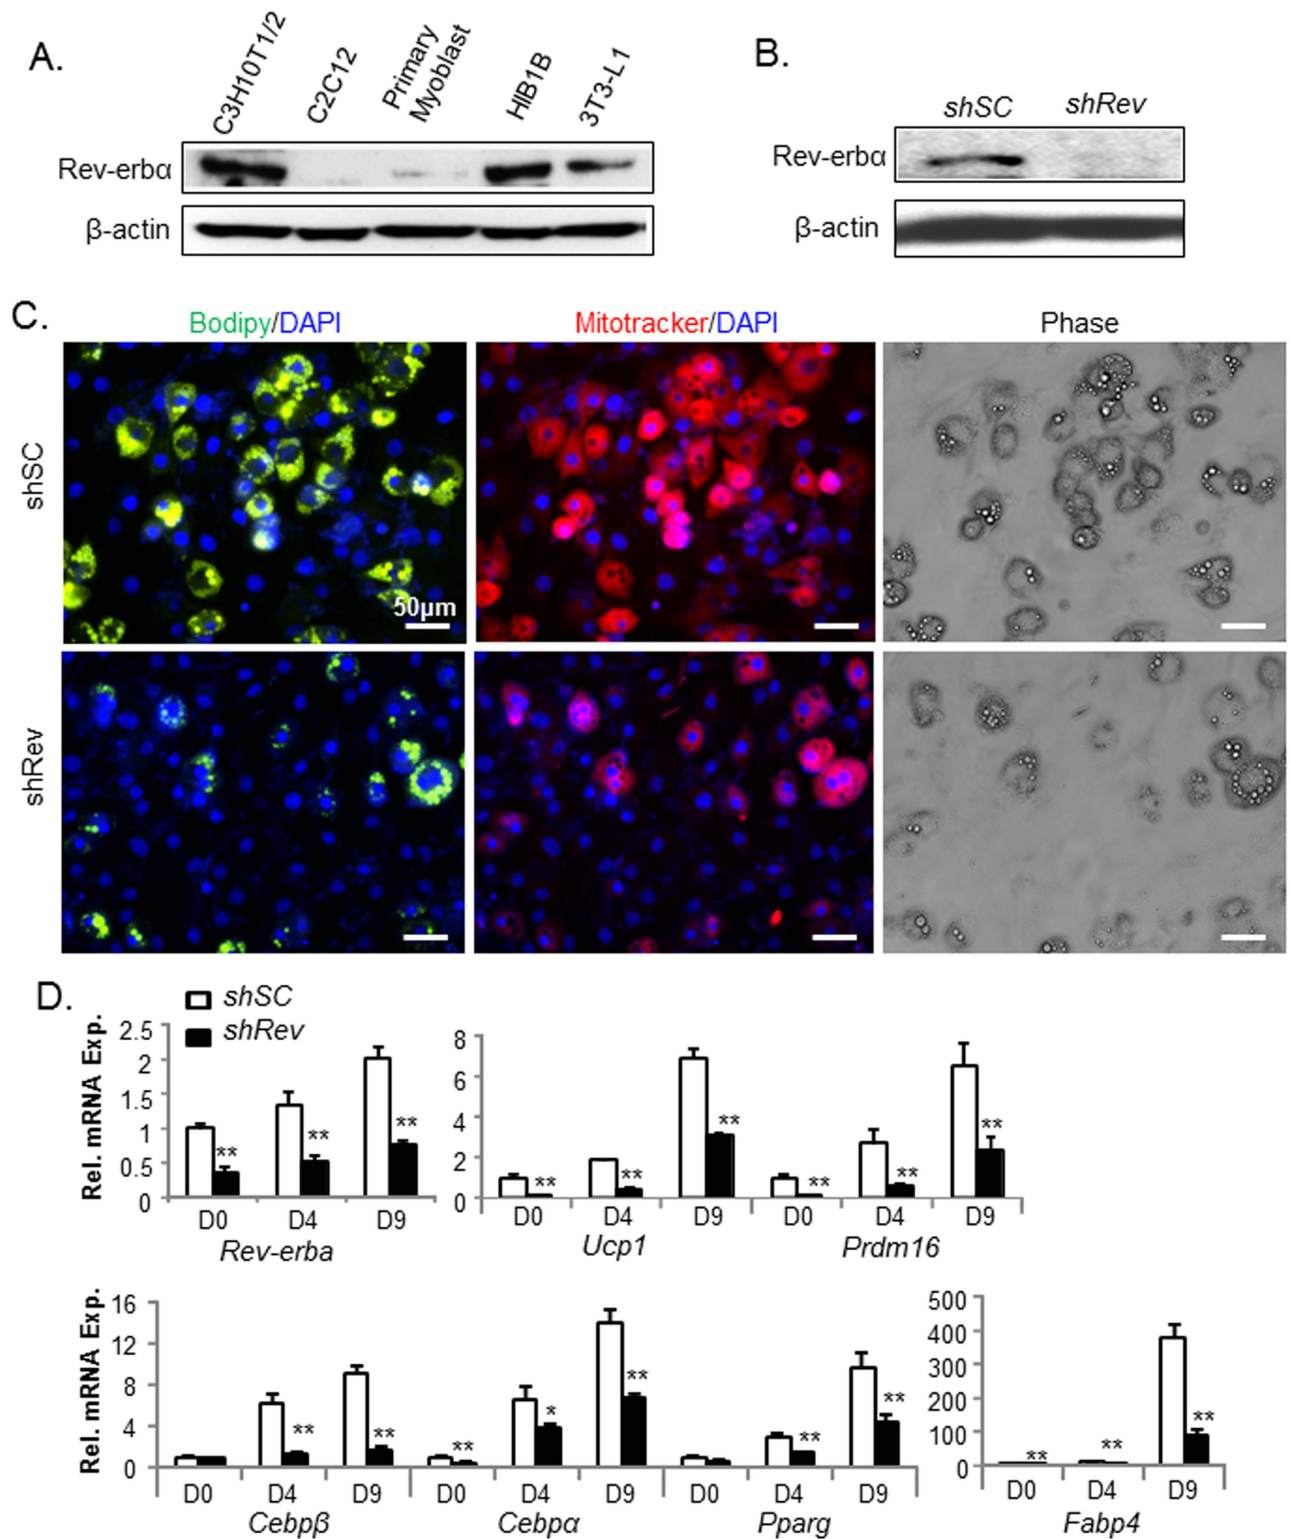 A.
C3H10T1/2
C2C12
Primary
Myoblast
HIB1B
3T3-L1
Rev-erbα
β-actin
B.
shSC
shRev
Rev-erbα
β-actin
C.
Bodipy/DAPI
Mitotracker/DAPI
Phase
shSC
50μm
shRev
D.
shSC
shRev
Rel. mRNA Exp.
2.5
2
1.5
1
0.5
0
**
**
**
D0 D4 D9
Rev-erba
8
6
4
2
0
**
**
**
**
**
**
D0 D4 D9 D0 D4 D9
Ucp1 Prdm16
Rel. mRNA Exp.
16
12
8
4
0
**
**
**
*
**
**
**
D0 D4 D9 D0 D4 D9 D0 D4 D9
Cebpβ Cebpα Pparg
500
400
300
200
100
0
**
**
**
D0 D4 D9
Fabp4